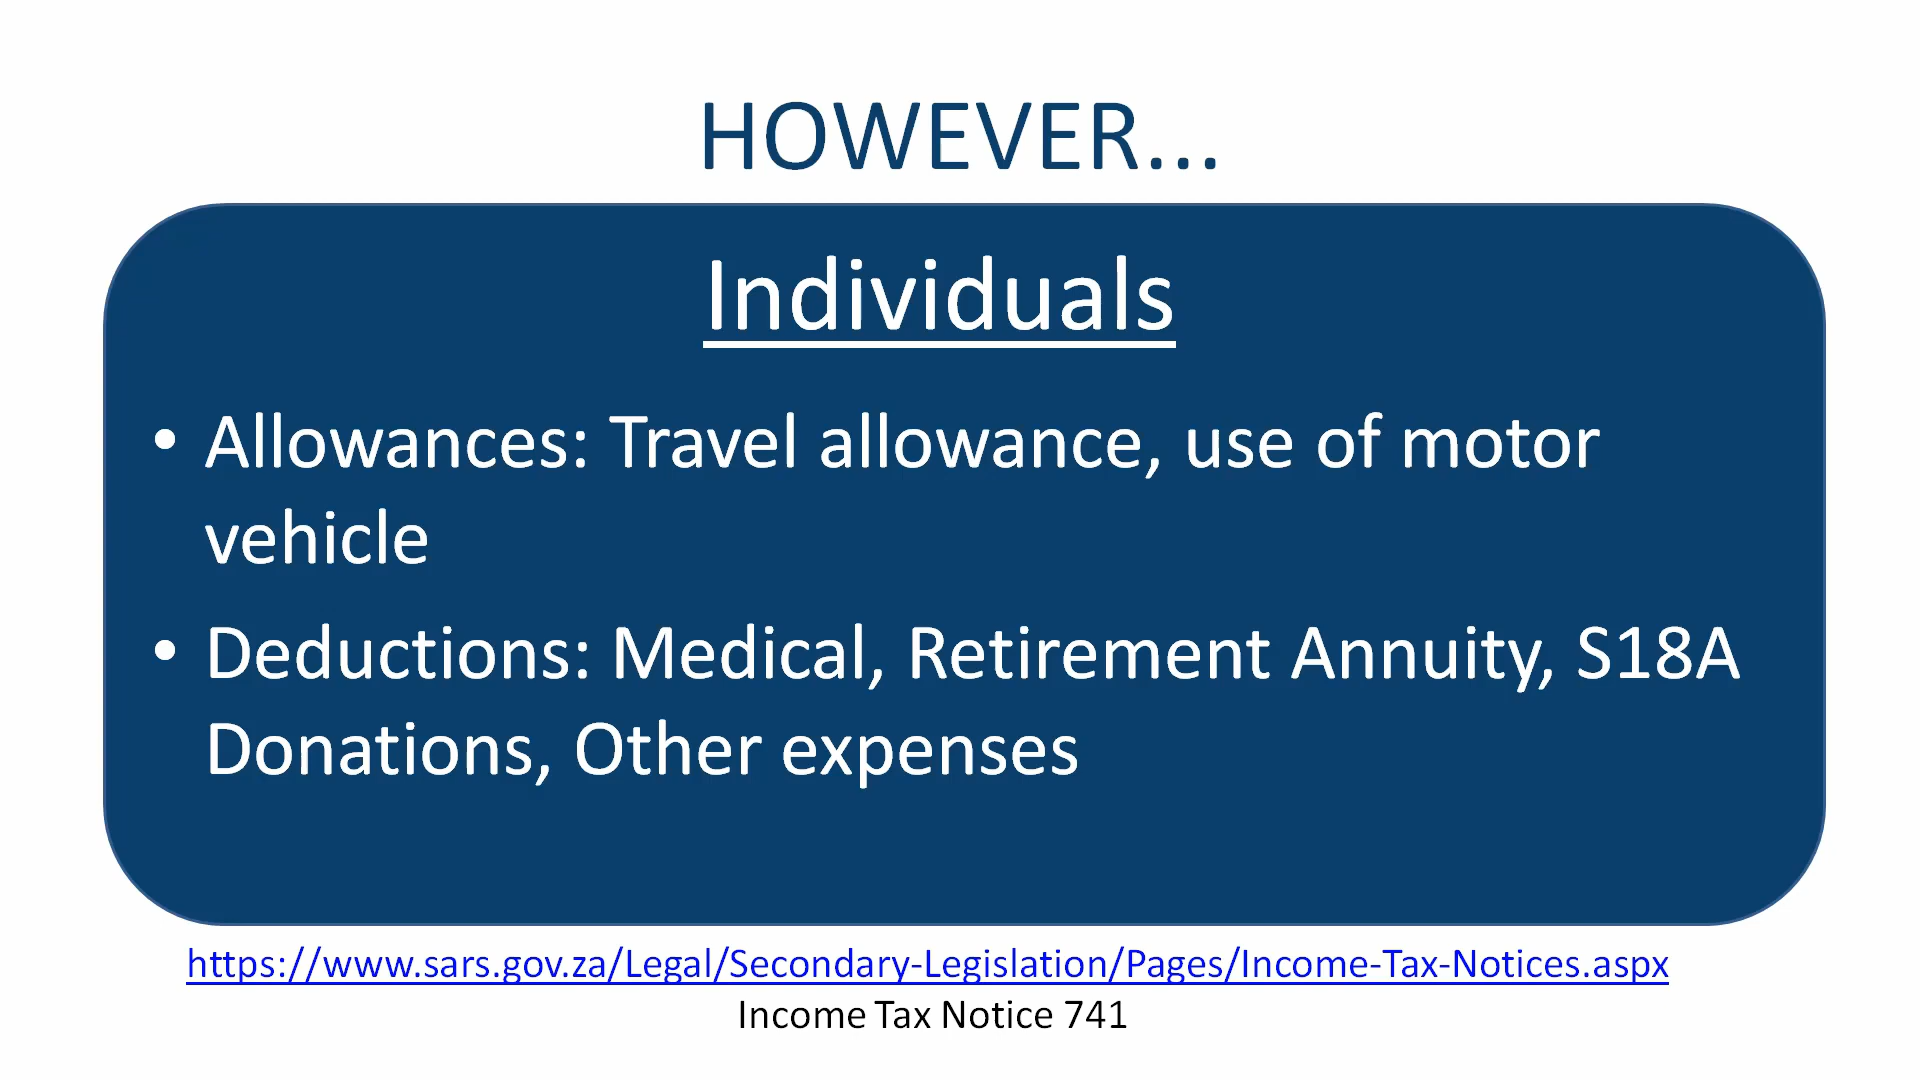 HOWEVER...
Individuals
• Allowances: Travel allowance, use of motor
vehicle
• Deductions: Medical, Retirement Annuity, S18A
Donations, Other expenses
https://www.sars.gov.za/Legal/Secondary-Legislation/Pages/Income-Tax-Notices.aspx
Income Tax Notice 741